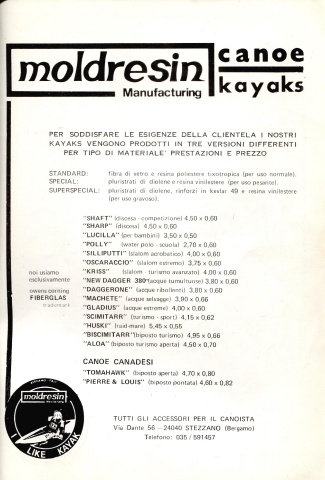 moldresin
Manufacturing
canoe
kayaks
PER SODDISFARE LE ESIGENZE DELLA CLIENTELA I NOSTRI
KAYAKS VENGONO PRODOTTI IN TRE VERSIONI DIFFERENTI
PER TIPO DI MATERIALE' PRESTAZIONI E PREZZO
STANDARD: fibra di vetro e resina poliestere tixotropica (per uso normale).
SPECIAL: pluristrati di diolene e resina vinilestere (per uso pesante).
SUPERSPECIAL: pluristrati di diolene, rinforzi in kevlar 49 e resina vinilestere
(per uso gravoso).
"SHAFT" (discesa - competizione) 4,50 x 0,60
"SHARP" (discesa) 4,50 x 0,60
"LUCILLA" (per bambini) 3,50 x 0,50
"POLLY" (water polo - scuola) 2,70 x 0,60
"SILLIPUTTI" (slalom acrobatico) 4,00 x 0,60
"OSCARACCIO" (slalom estremo) 3,75 x 0,60
"KRISS" (slalom - turismo avanzato) 4,00 x 0,60
"NEW DAGGER 380" (acque tumultuose) 3,80 x 0,60
"DAGGERONE" (acque ribollenti) 3,80 x 0,60
"MACHETE" (acque selvagge) 3,90 x 0,66
"GLADIUS" (acque estreme) 4,00 x 0,60
"SCIMITARR" (turismo - sport) 4,15 x 0,62
"HUSKI" (raid-mare) 5,45 x 0,55
"BISCIMITARR" (biposto turismo) 4,95 x 0,66
"ALOA" (biposto turismo aperta) 4,50 x 0,70
noi usiamo
esclusivamente
owens corning
FIBERGLAS
trademark
CANOE CANADESI
"TOMAHAWK" (biposto aperta) 4,70 x 0,80
"PIERRE & LOUIS" (biposto pontata) 4,60 x 0,82
moldresin
Manufacturing
LIKE KAYAK
TUTTI GLI ACCESSORI PER IL CANOISTA
Via Dante 56 - 24040 STEZZANO (Bergamo)
Telefono: 035 / 591457